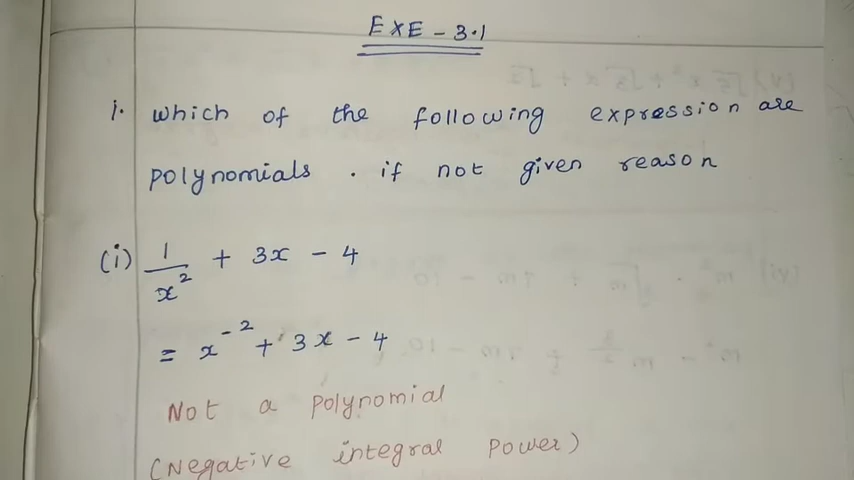 EXE - 3.1
1. which of the following expression are
polynomials . if not given reason
(i) 1/x² + 3x - 4
= x⁻² + 3x - 4
Not a polynomial
(Negative integral power)